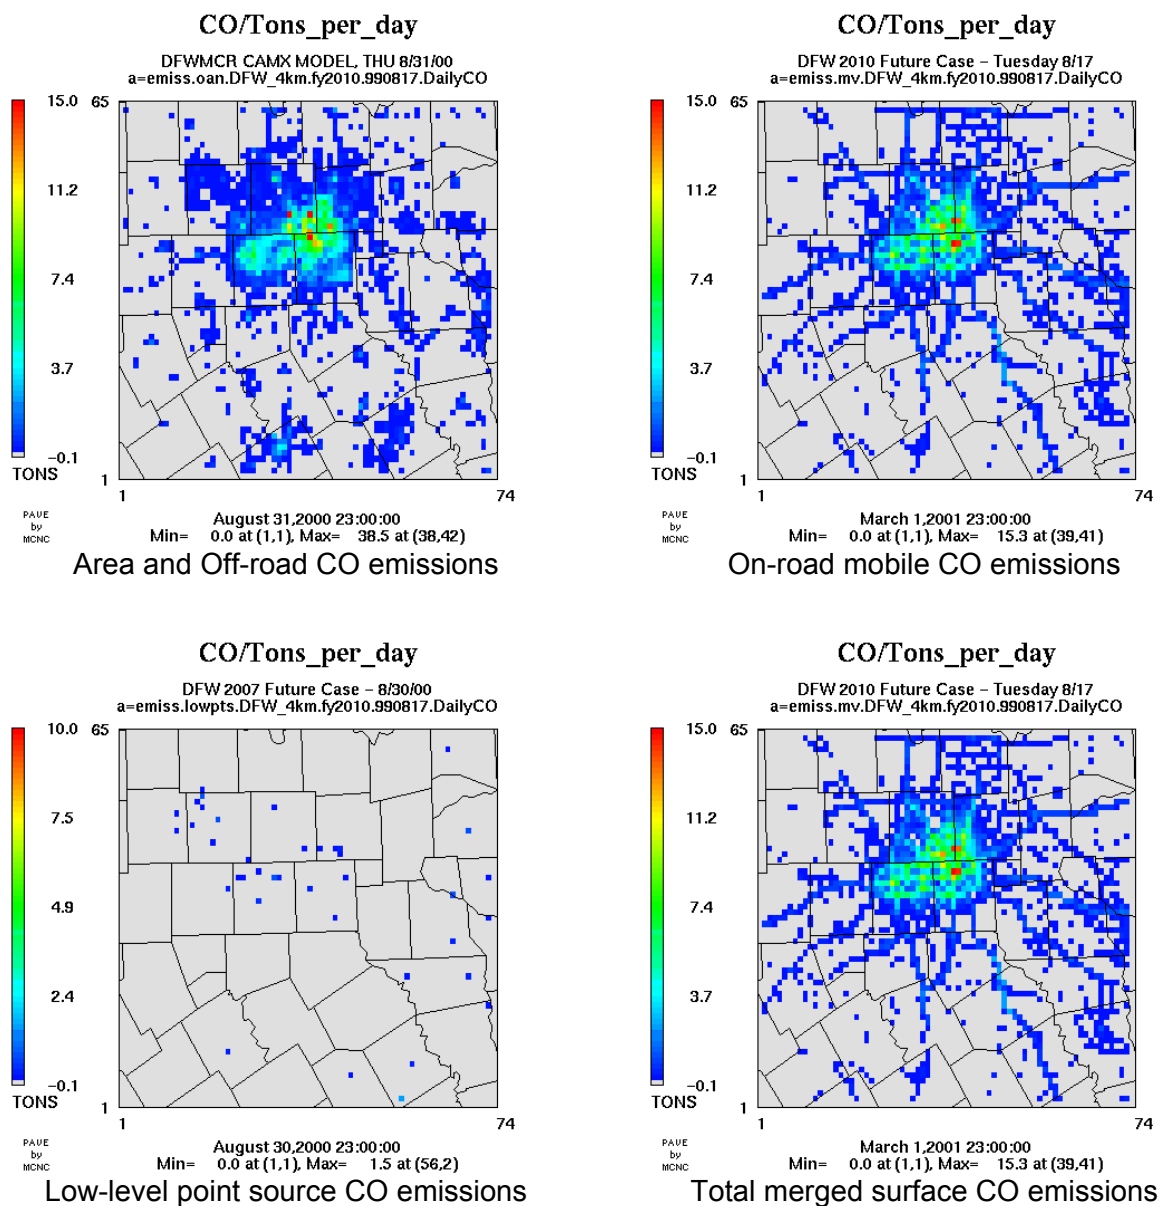 CO/Tons_per_day
DFWMCR CAMX MODEL, THU 8/31/00
a=emiss.oan.DFW_4km.fy2010.990817.DailyCO
15.0
65
11.2
7.4
3.7
-0.1
TONS
1
1
74
PAVE
by
MCNC
August 31,2000 23:00:00
Min= 0.0 at (1,1), Max= 38.5 at (38,42)
Area and Off-road CO emissions
CO/Tons_per_day
DFW 2010 Future Case - Tuesday 8/17
a=emiss.mv.DFW_4km.fy2010.990817.DailyCO
15.0
65
11.2
7.4
3.7
-0.1
TONS
1
1
74
PAVE
by
MCNC
March 1,2001 23:00:00
Min= 0.0 at (1,1), Max= 15.3 at (39,41)
On-road mobile CO emissions
CO/Tons_per_day
DFW 2007 Future Case - 8/30/00
a=emiss.lowpts.DFW_4km.fy2010.990817.DailyCO
10.0
65
7.5
4.9
2.4
-0.1
TONS
1
1
74
PAVE
by
MCNC
August 30,2000 23:00:00
Min= 0.0 at (1,1), Max= 1.5 at (56,2)
Low-level point source CO emissions
CO/Tons_per_day
DFW 2010 Future Case - Tuesday 8/17
a=emiss.mv.DFW_4km.fy2010.990817.DailyCO
15.0
65
11.2
7.4
3.7
-0.1
TONS
1
1
74
PAVE
by
MCNC
March 1,2001 23:00:00
Min= 0.0 at (1,1), Max= 15.3 at (39,41)
Total merged surface CO emissions